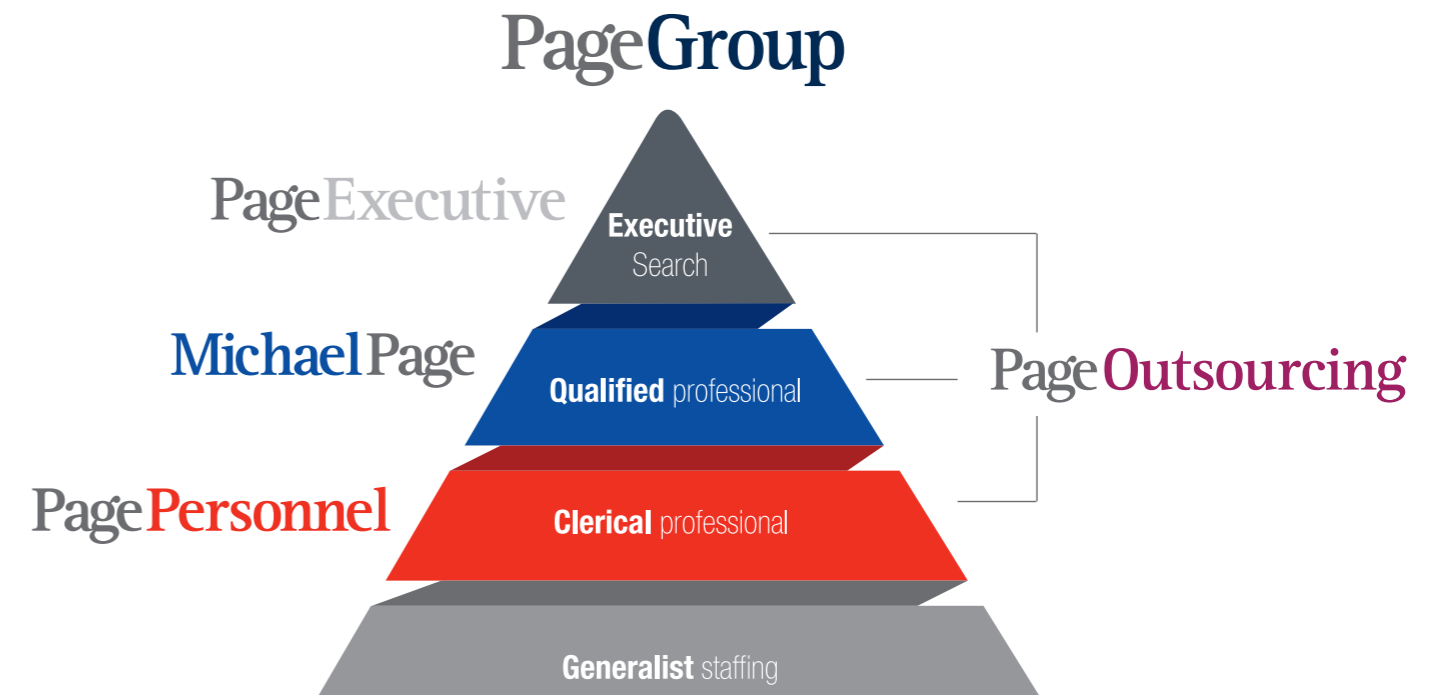 PageGroup
PageExecutive
Executive
Search
MichaelPage
Qualified professional
PageOutsourcing
PagePersonnel
Clerical professional
Generalist staffing